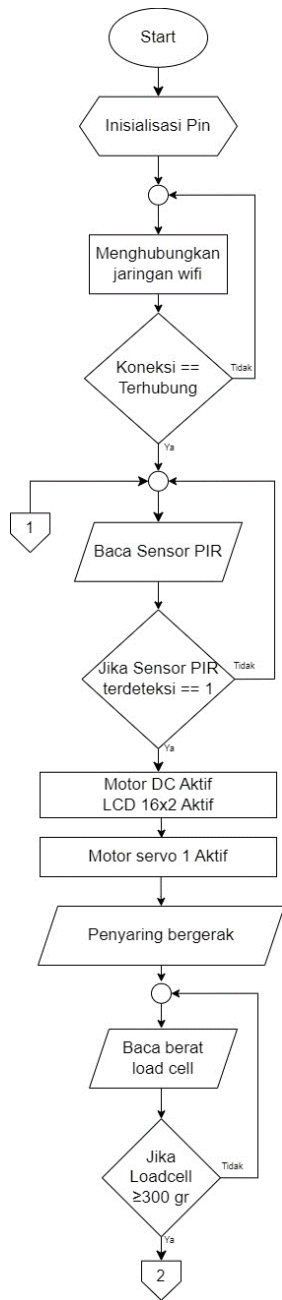 Start
Inisialisasi Pin
Menghubungkan
jaringan wifi
Koneksi ==
Terhubung
Tidak
Ya
1
Baca Sensor PIR
Jika Sensor PIR
terdeteksi == 1
Tidak
Ya
Motor DC Aktif
LCD 16x2 Aktif
Motor servo 1 Aktif
Penyaring bergerak
Baca berat
load cell
Jika
Loadcell
≥300 gr
Tidak
Ya
2